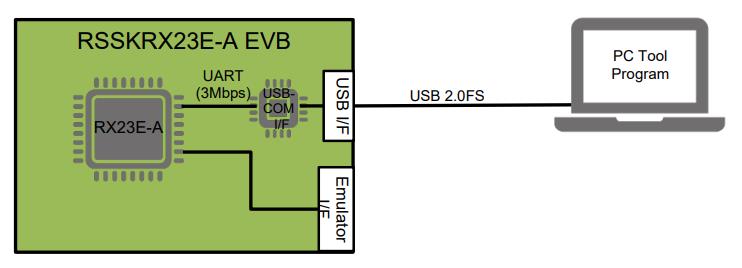 RSSKRX23E-A EVB
UART
(3Mbps)
USB-
COM
I/F
RX23E-A
USB I/F
Emulator
I/F
USB 2.0FS
PC Tool
Program